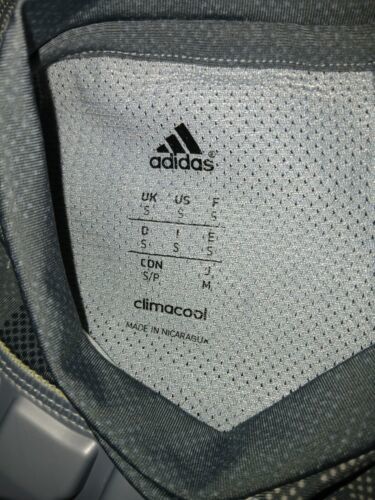 adidas®
UK US F
S S S
D I E
S S S
CDN J
S/P M
climacool
MADE IN NICARAGUA